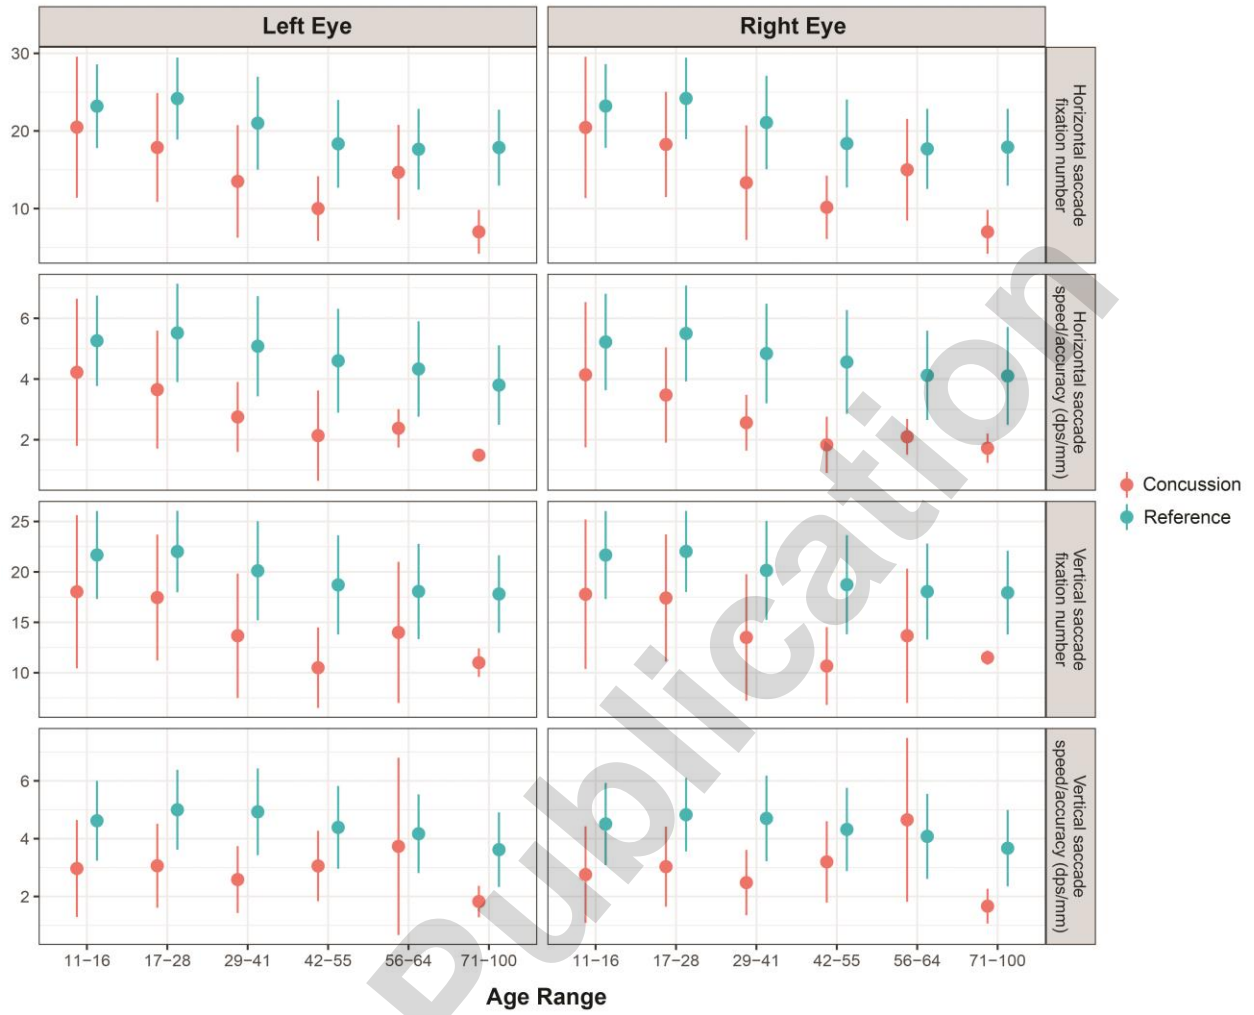 Left Eye
Right Eye
30
20
10
Horizontal saccade
fixation number
6
4
2
Horizontal saccade
speed/accuracy (dps/mm)
25
20
15
10
Vertical saccade
fixation number
6
4
2
Vertical saccade
speed/accuracy (dps/mm)
11−16
17−28
29−41
42−55
56−64
71−100
11−16
17−28
29−41
42−55
56−64
71−100
Age Range
Concussion
Reference
Publication